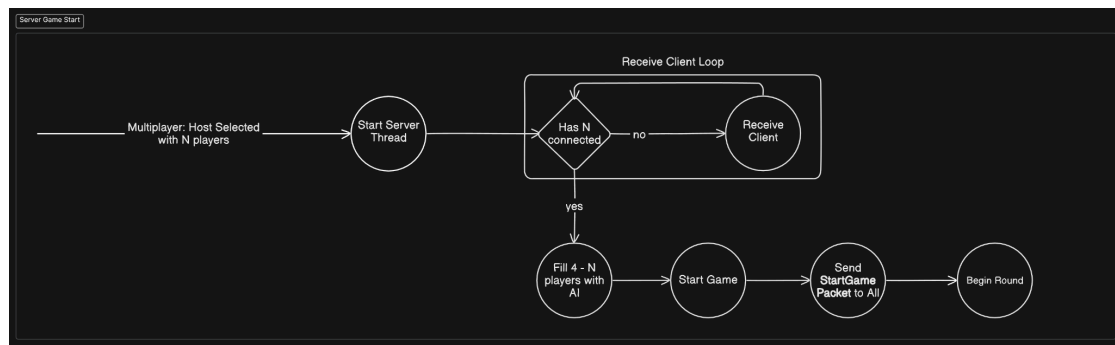 Server Game Start
Receive Client Loop
Multiplayer: Host Selected
with N players
Start Server
Thread
Has N
connected
no
Receive
Client
yes
Fill 4 - N
players with
AI
Start Game
Send
StartGame
Packet to All
Begin Round